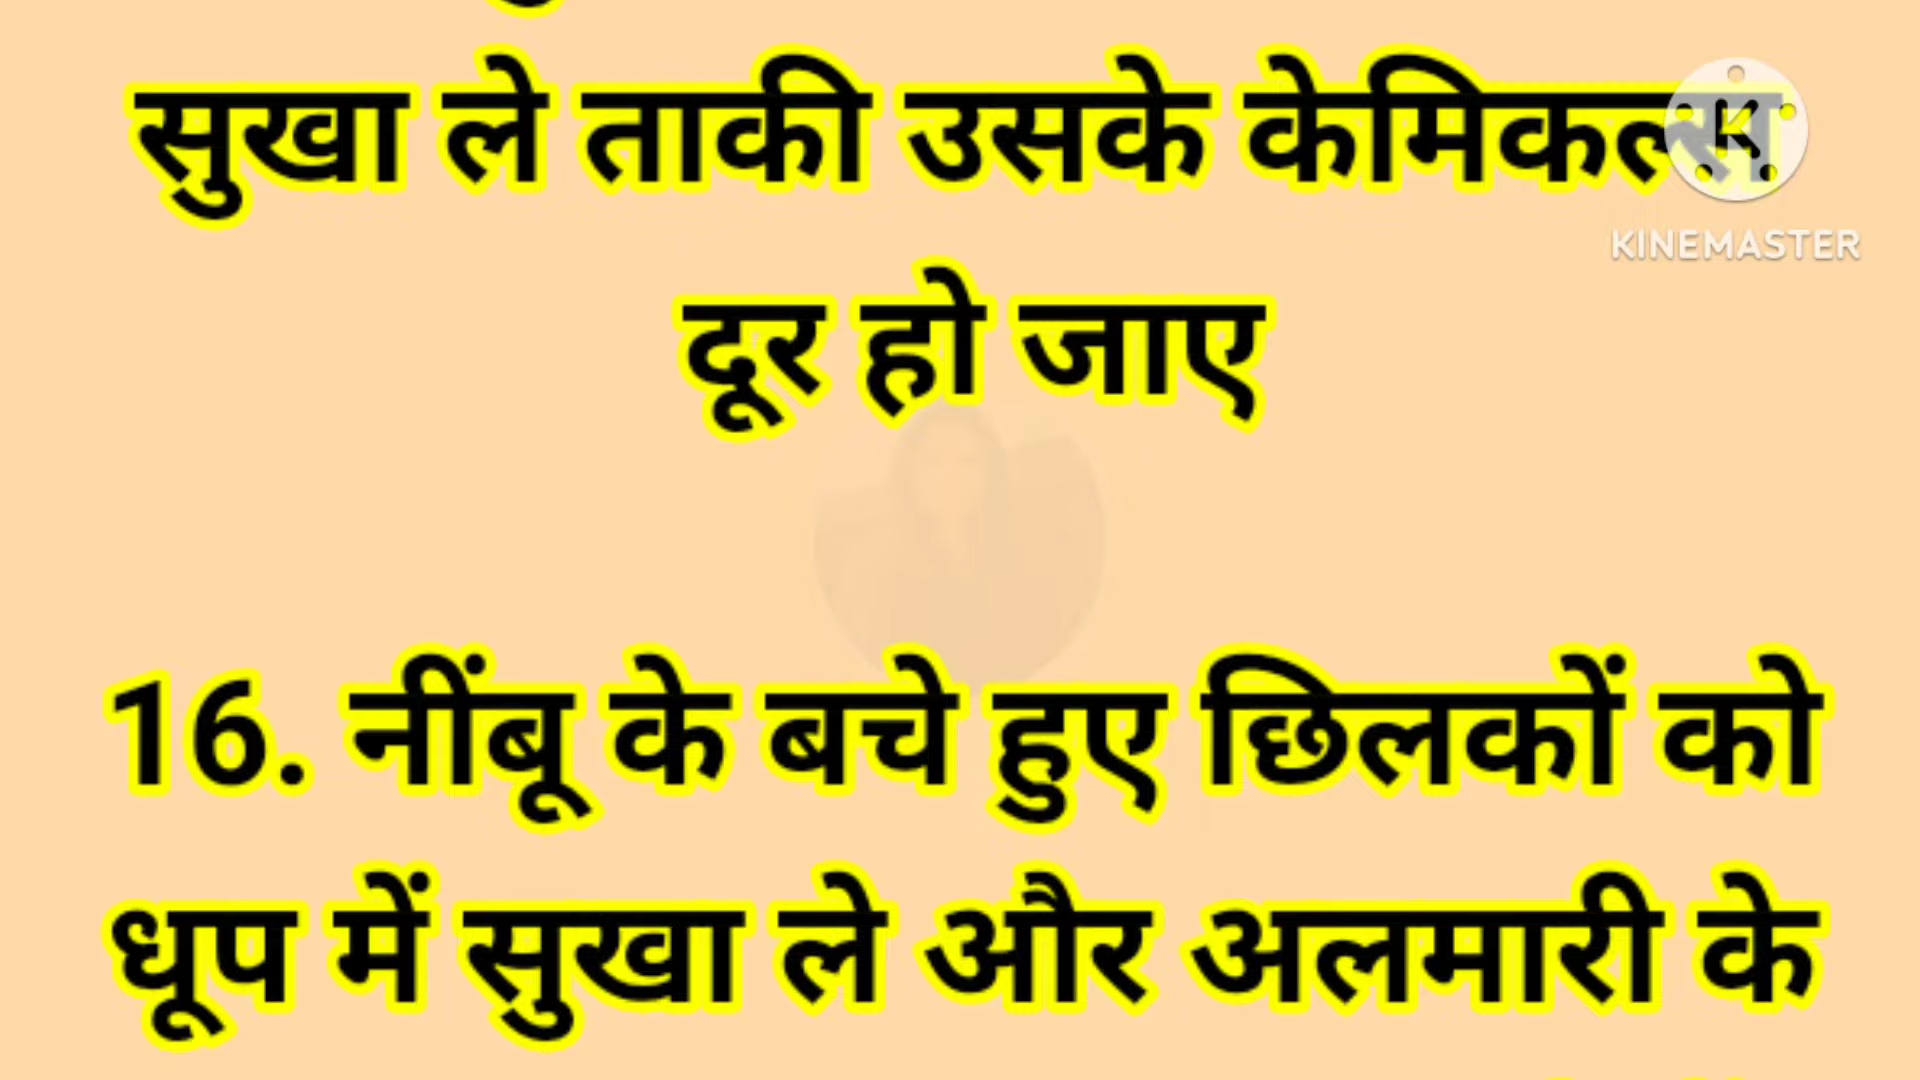 सुखा ले ताकी उसके केमिकल्स
KINEMASTER
दूर हो जाए
16. नींबू के बचे हुए छिलकों को
धूप में सुखा ले और अलमारी के